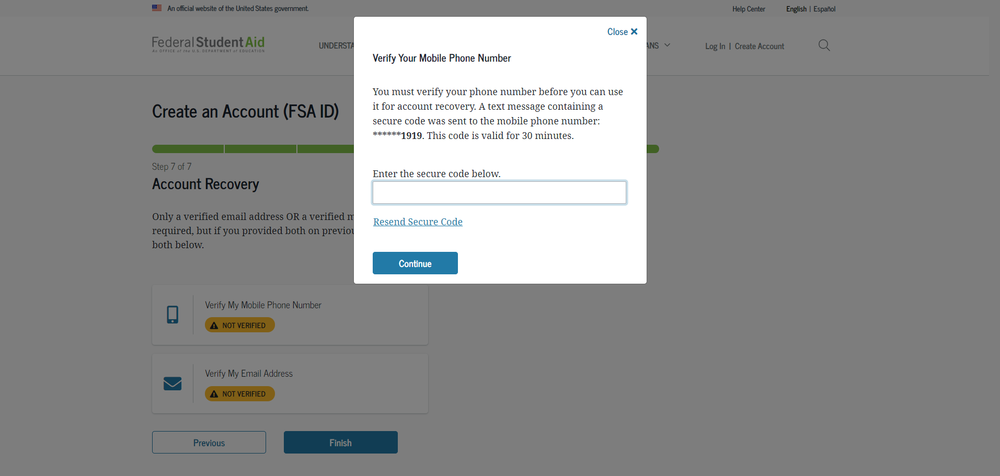 An official website of the United States government.
Help Center
English | Español
Federal Student Aid
An OFFICE of the U.S. DEPARTMENT of EDUCATION
Log In | Create Account
Close
Verify Your Mobile Phone Number
You must verify your phone number before you can use
it for account recovery. A text message containing a
secure code was sent to the mobile phone number:
******1919. This code is valid for 30 minutes.
Enter the secure code below.
Resend Secure Code
Continue
Create an Account (FSA ID)
Step 7 of 7
Account Recovery
Only a verified email address OR a verified
required, but if you provided both on
both below.
Verify My Mobile Phone Number
NOT VERIFIED
Verify My Email Address
NOT VERIFIED
Previous
Finish